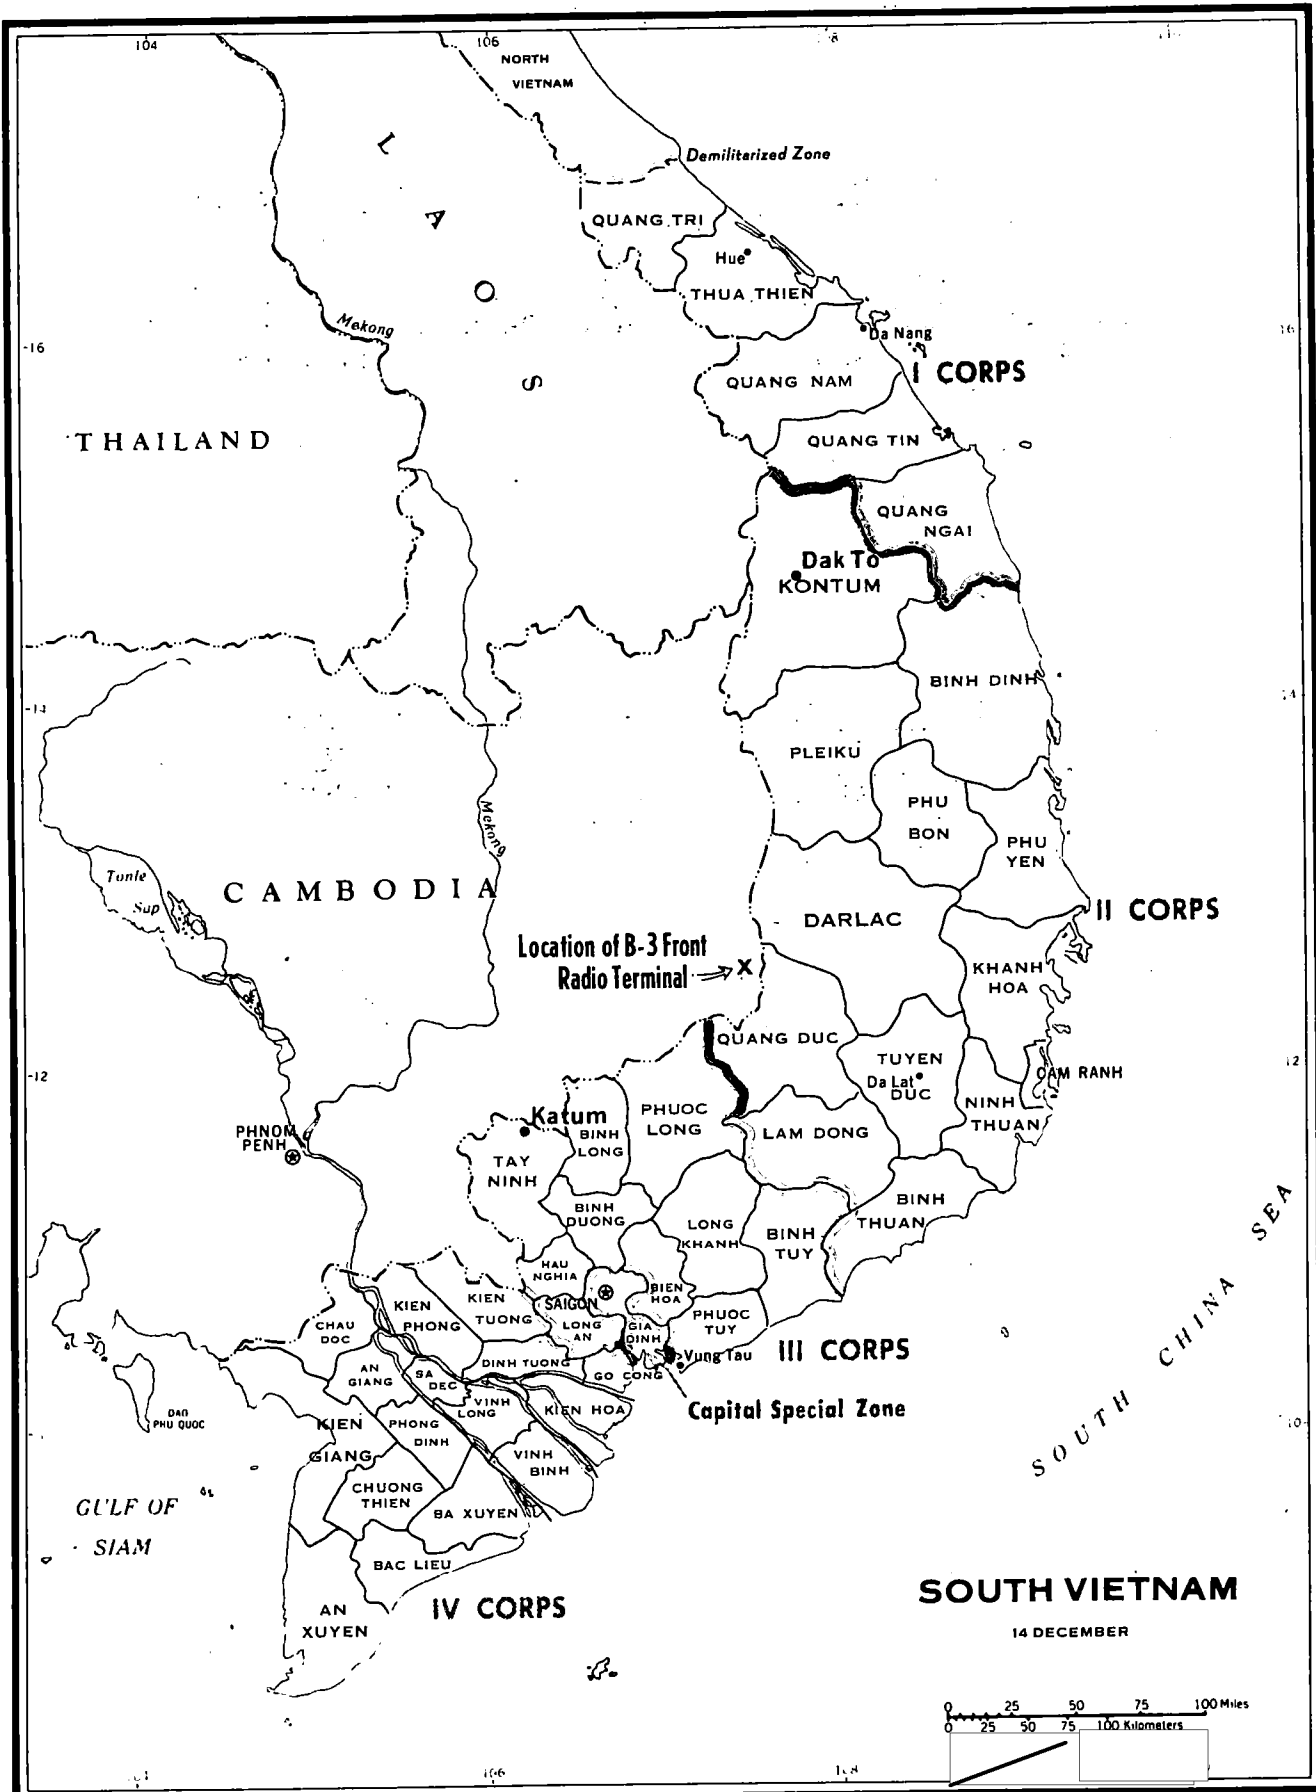 104
106
NORTH
VIETNAM
L
A
O
S
Demilitarized Zone
QUANG TRI
Hue
THUA THIEN
Mekong
-16
16
Da Nang
QUANG NAM
I CORPS
THAILAND
QUANG TIN
QUANG
NGAI
Dak To
KONTUM
BINH DINH
-14
14
PLEIKU
Mekong
PHU
BON
PHU
YEN
Tonle
Sap
CAMBODIA
DARLAC
II CORPS
Location of B-3 Front
Radio Terminal
X
KHANH
HOA
QUANG DUC
TUYEN
DUC
Da Lat
-12
12
CAM RANH
Katum
PHUOC
LONG
BINH
LONG
LAM DONG
NINH
THUAN
PHNOM
PENH
TAY
NINH
BINH
DUONG
LONG
KHANH
BINH
TUY
BINH
THUAN
HAU
NGHIA
BIEN
HOA
SAIGON
KIEN
TUONG
KIEN
PHONG
LONG
AN
GIA
DINH
PHUOC
TUY
CHAU
DOC
Vung Tau
III CORPS
DINH TUONG
GO CONG
AN
GIANG
SA
DEC
VINH
LONG
KIEN HOA
Capital Special Zone
DAO
PHU QUOC
KIEN
GIANG
PHONG
DINH
VINH
BINH
CHUONG
THIEN
BA XUYEN
GULF OF
SIAM
SOUTH CHINA SEA
10
BAC LIEU
AN
XUYEN
IV CORPS
SOUTH VIETNAM
14 DECEMBER
0 25 50 75 100 Miles
0 25 50 75 100 Kilometers
106
108